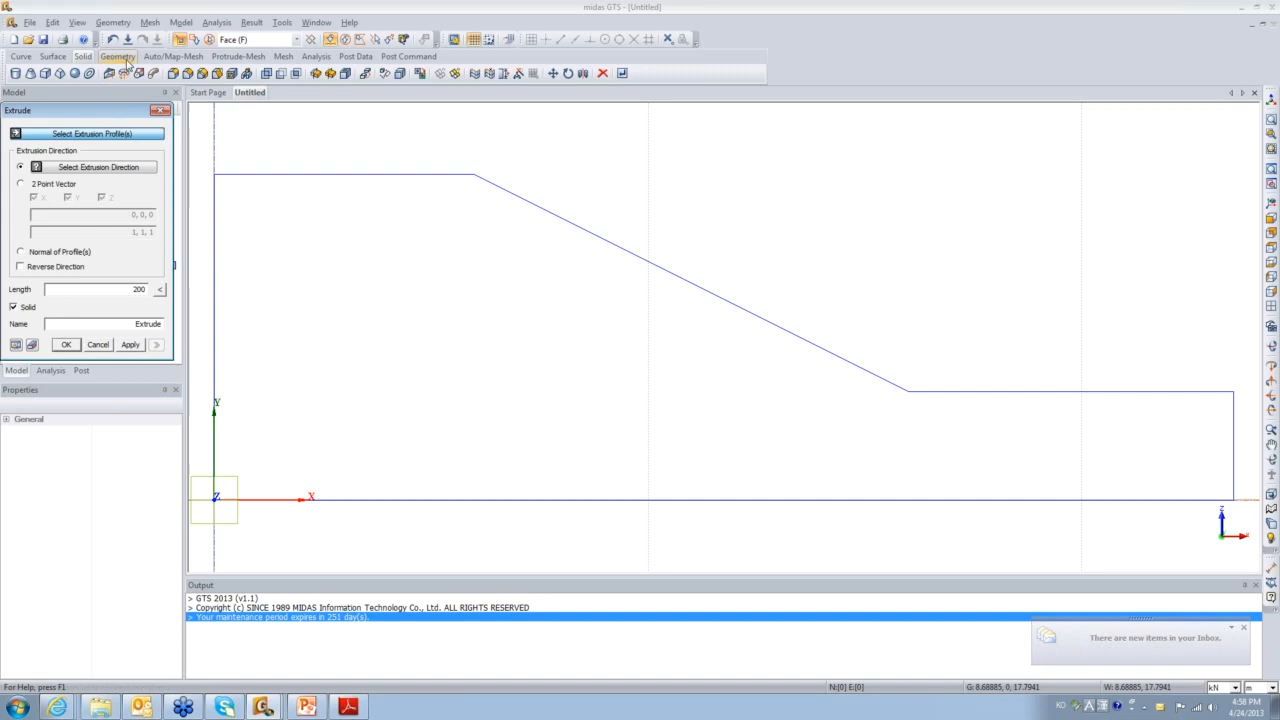 midas GTS - [Untitled]
File Edit View Geometry Mesh Model Analysis Result Tools Window Help
Face (F)
Curve Surface Solid Geometry Auto/Map-Mesh Protrude-Mesh Mesh Analysis Post Data Post Command
Model
Start Page Untitled
Extrude
Select Extrusion Profile(s)
Extrusion Direction
Select Extrusion Direction
2 Point Vector
X Y Z
0, 0, 0
1, 1, 1
Normal of Profile(s)
Reverse Direction
Length 200 <
Solid
Name Extrude
OK Cancel Apply
Model Analysis Post
Properties
General
Y
Z
X
z
x
Output
> GTS 2013 (v1.1)
> Copyright (c) SINCE 1989 MIDAS Information Technology Co., Ltd. ALL RIGHTS RESERVED
> Your maintenance period expires in 251 day(s).
There are new items in your Inbox.
For Help, press F1
N:[0] E:[0]
G: 8.68885, 0, 17.7941
W: 8.68885, 17.7941
kN
m
KO
4:58 PM
4/24/2013